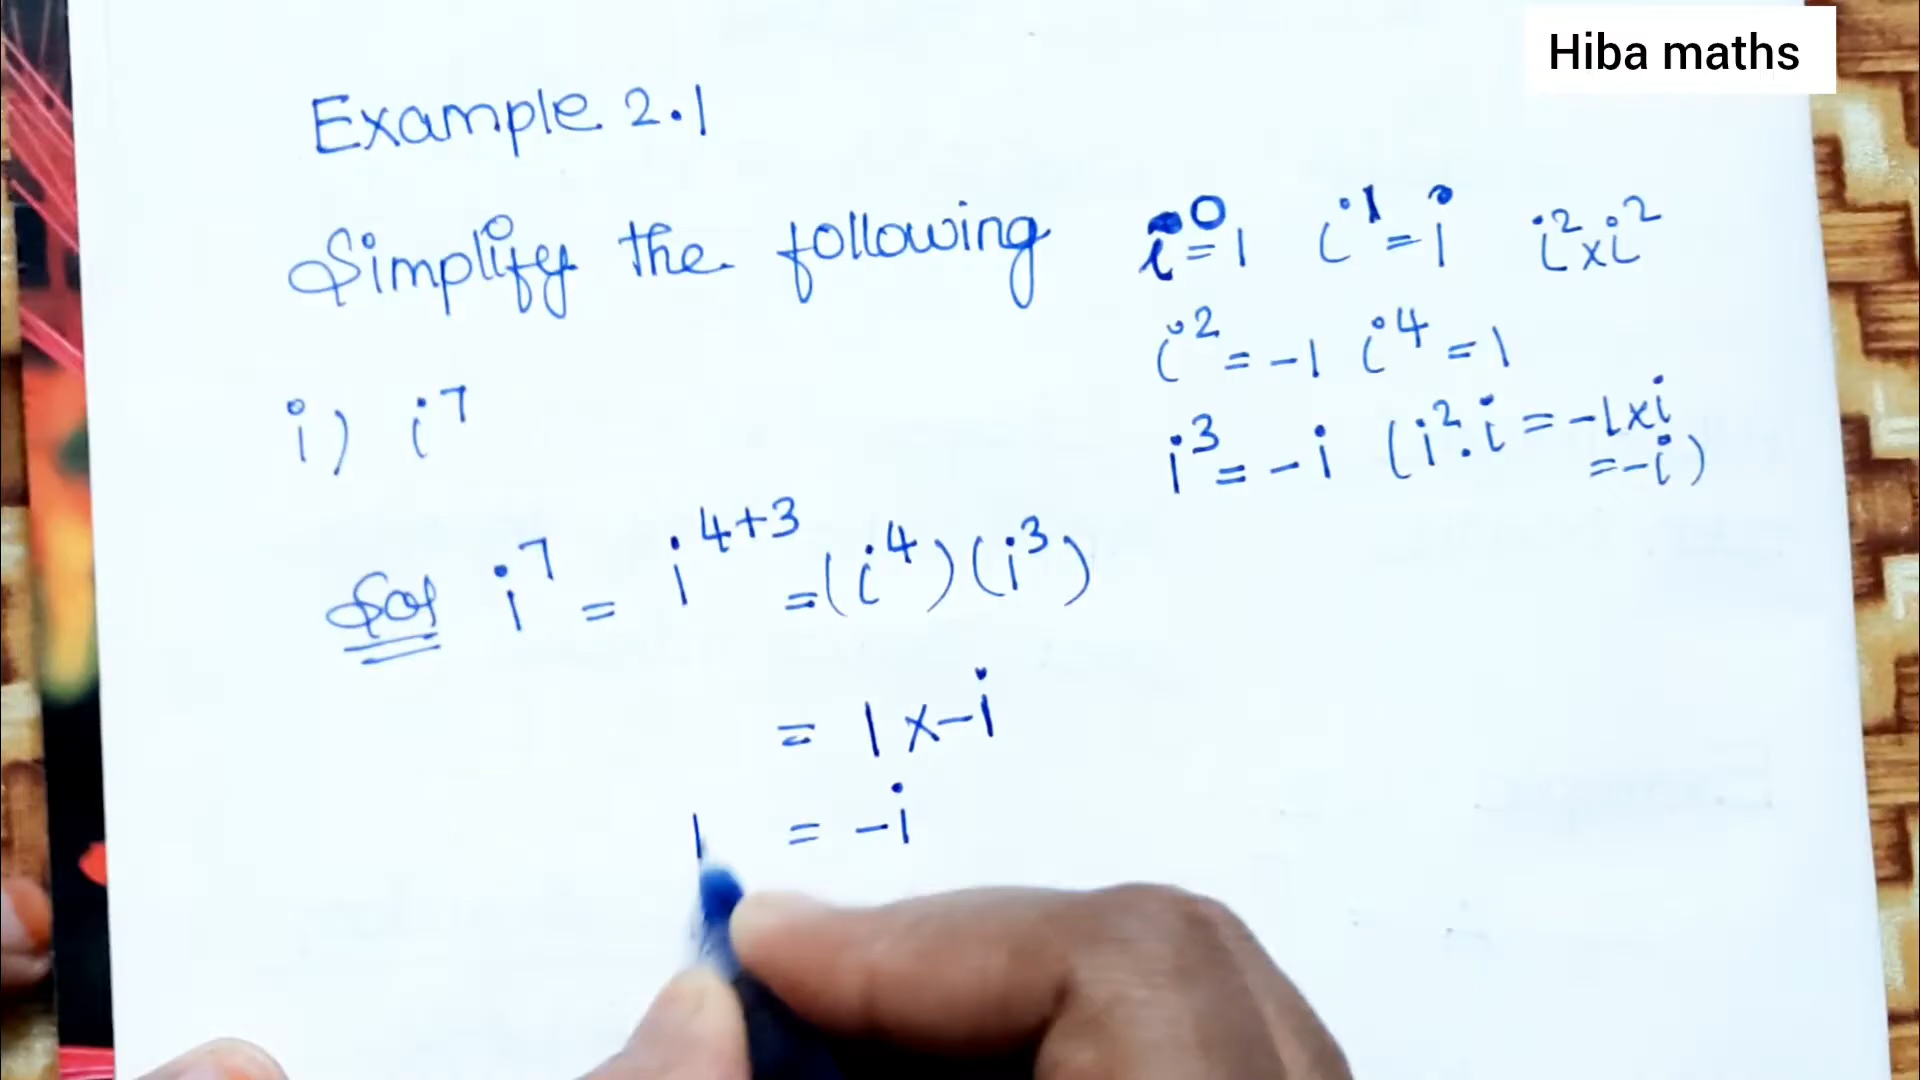 Hiba maths
Example 2.1
Simplify the following
i⁰=1 i¹=i i²×i²
i²=-1 i⁴=1
i³=-i (i².i=-1×i
=-i)
i) i⁷
Sol i⁷ = i⁴⁺³ =(i⁴)(i³)
= 1×-i
= -i